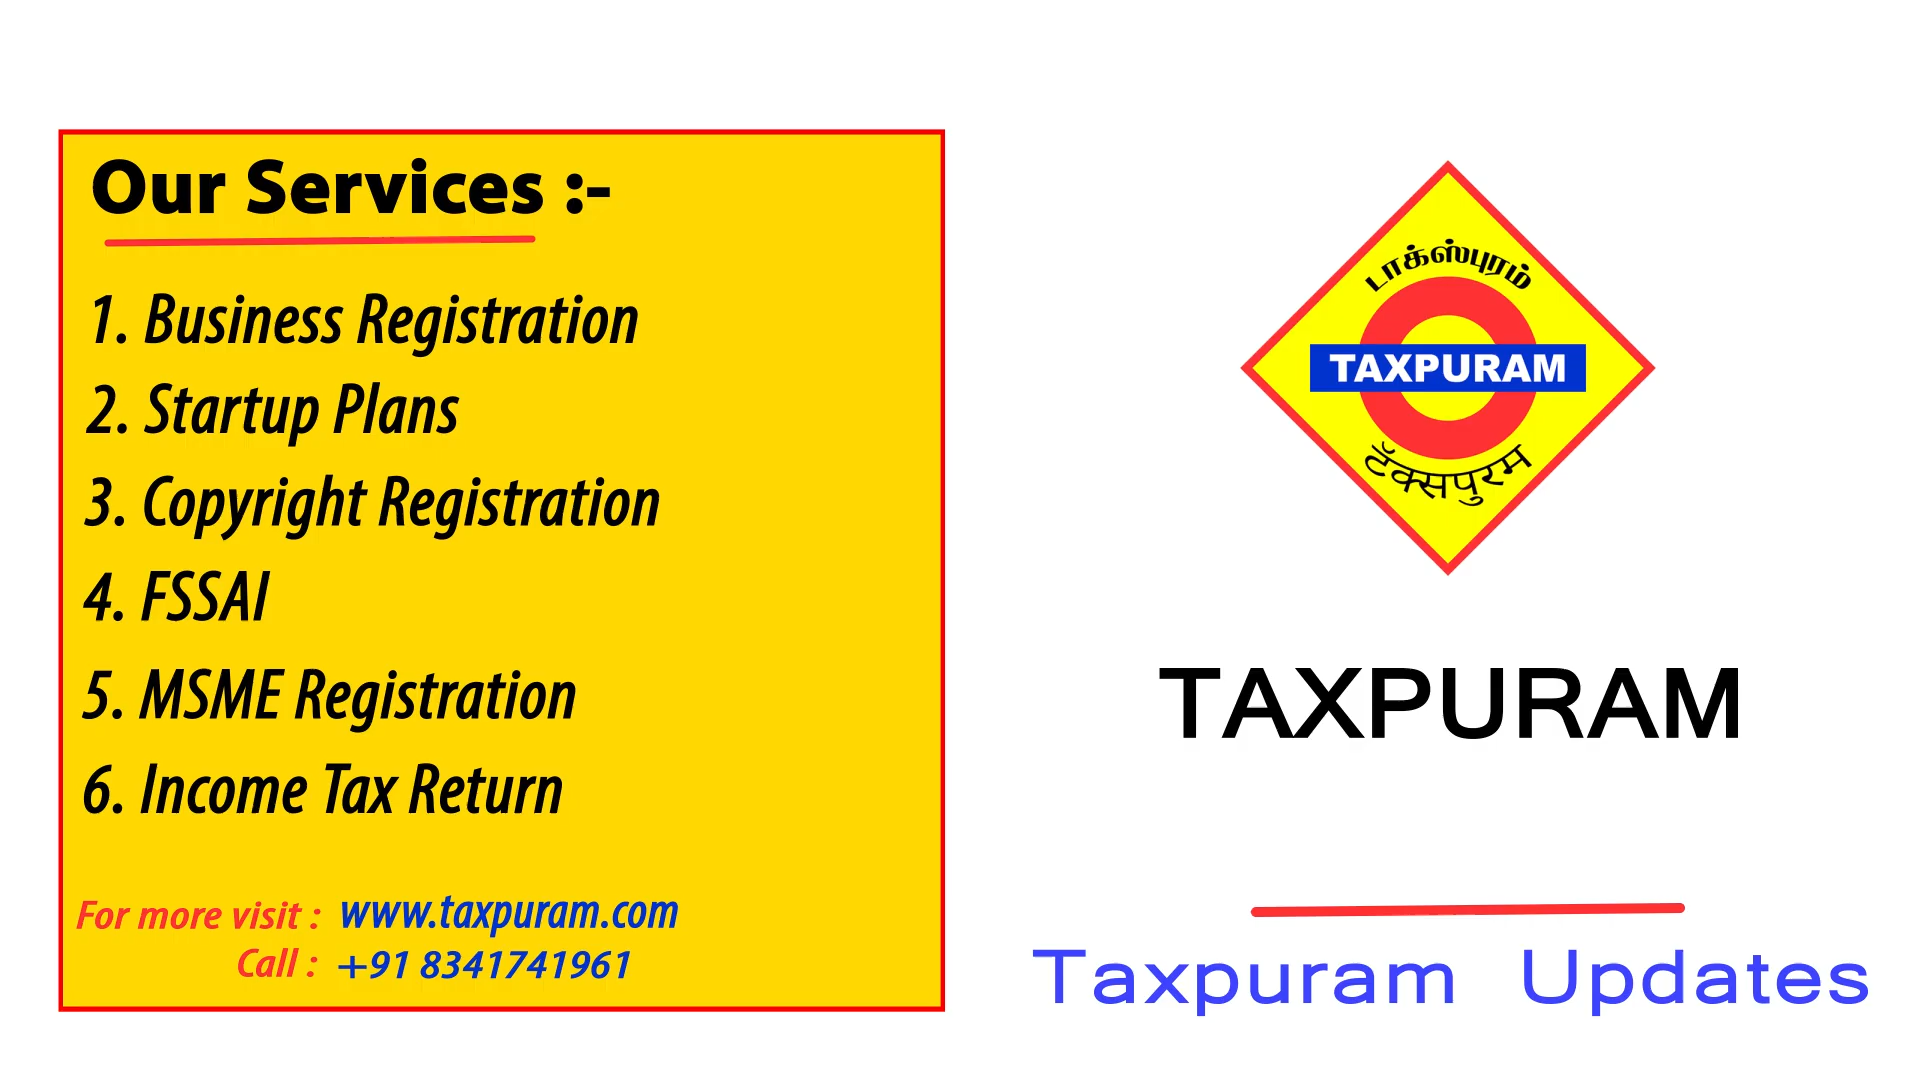 Our Services :-
1. Business Registration
2. Startup Plans
3. Copyright Registration
4. FSSAI
5. MSME Registration
6. Income Tax Return
For more visit : www.taxpuram.com
Call : +91 8341741961
டாக்ஸ்புரம்
TAXPURAM
टॅक्सपुरम
TAXPURAM
Taxpuram Updates